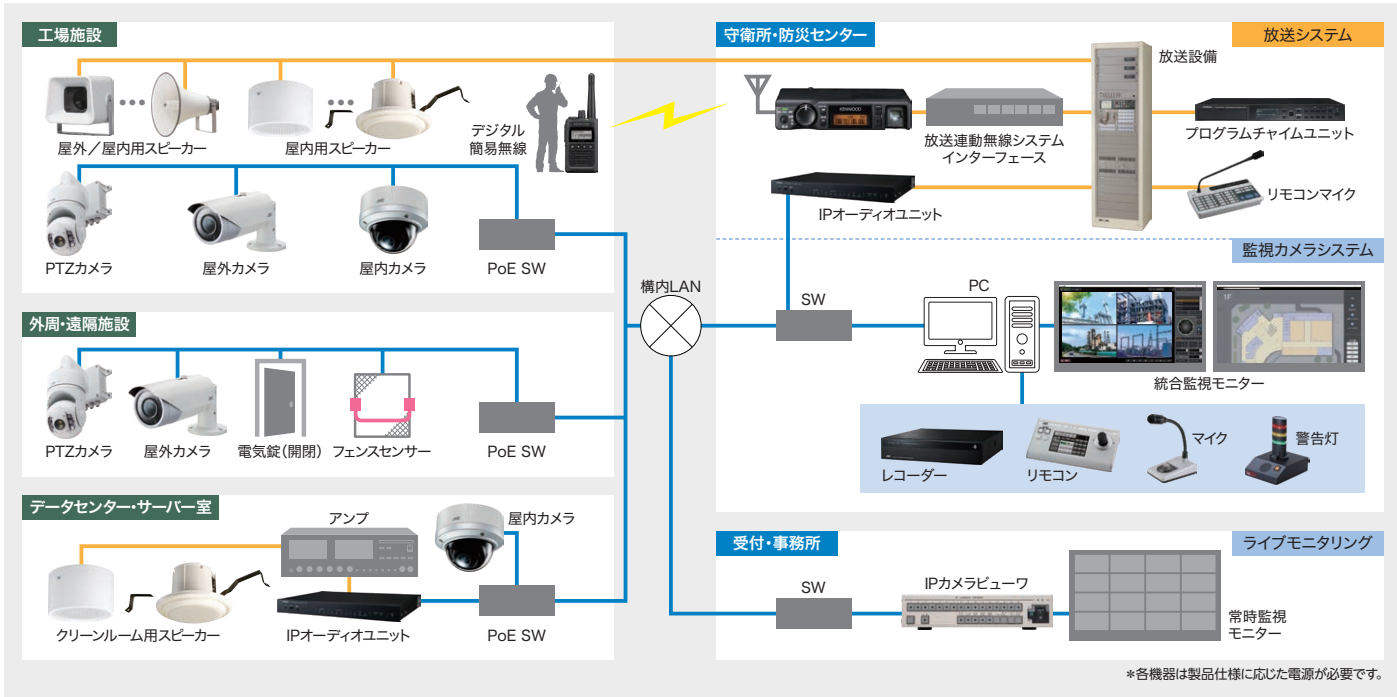 工場施設
屋外／屋内用スピーカー
屋内用スピーカー
デジタル
簡易無線
PTZカメラ
屋外カメラ
屋内カメラ
PoE SW
外周・遠隔施設
PTZカメラ
屋外カメラ
電気錠（開閉）
フェンスセンサー
PoE SW
データセンター・サーバー室
アンプ
屋内カメラ
クリーンルーム用スピーカー
IPオーディオユニット
PoE SW
構内LAN
守衛所・防災センター
放送システム
放送設備
KENWOOD
放送連動無線システム
インターフェース
プログラムチャイムユニット
IPオーディオユニット
リモコンマイク
監視カメラシステム
SW
PC
1F
統合監視モニター
レコーダー
リモコン
マイク
警告灯
受付・事務所
ライブモニタリング
SW
IPカメラビューワ
常時監視
モニター
＊各機器は製品仕様に応じた電源が必要です。